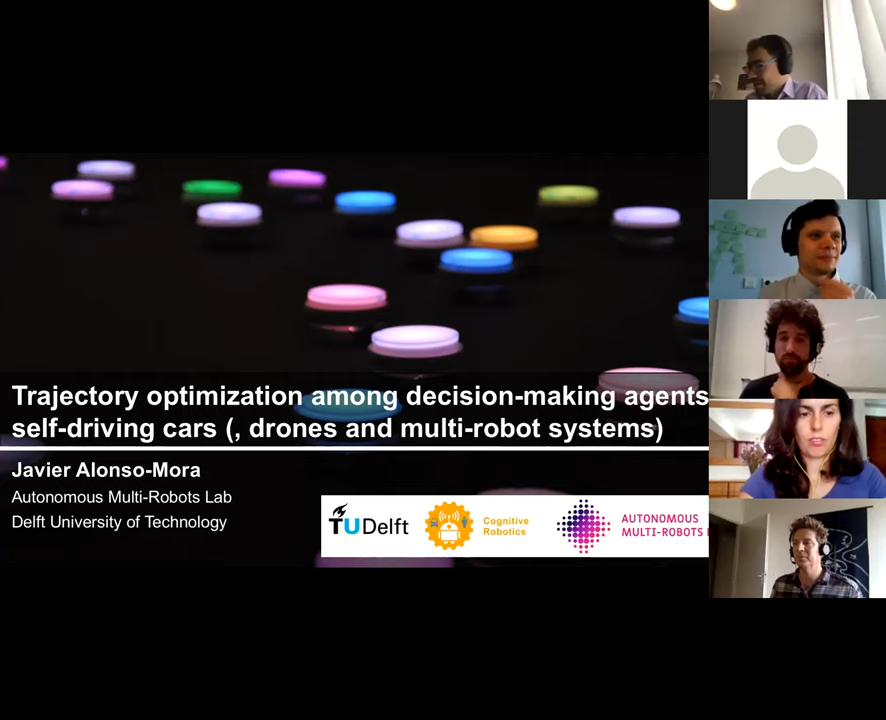 Trajectory optimization among decision-making agents
self-driving cars (, drones and multi-robot systems)
Javier Alonso-Mora
Autonomous Multi-Robots Lab
Delft University of Technology
TUDelft
Cognitive
Robotics
AUTONOMOUS
MULTI-ROBOTS